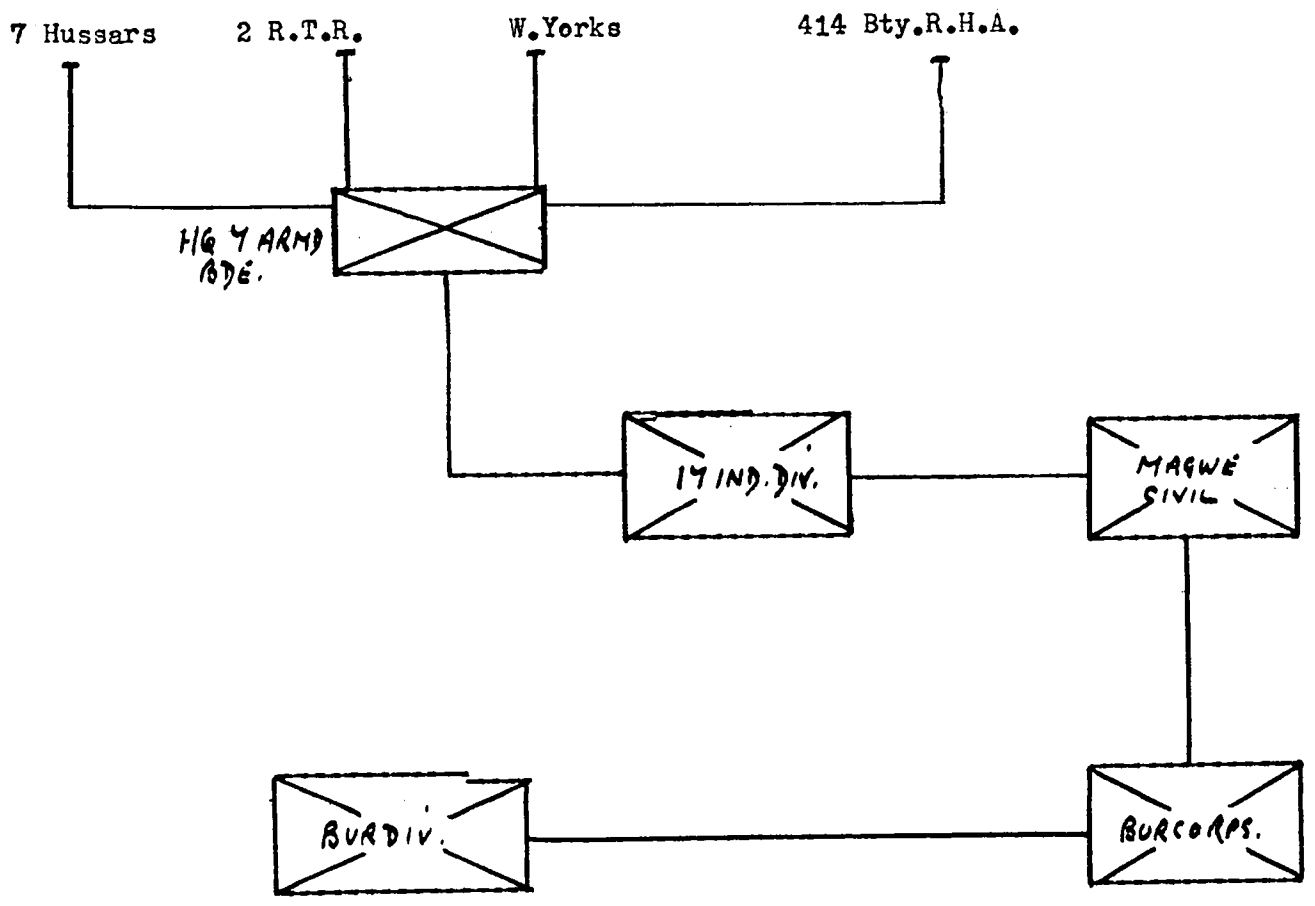 7 Hussars
2 R.T.R.
W.Yorks
414 Bty.R.H.A.
HQ 7 ARMD
BDE.
17 IND.DIV.
MAGWE
CIVIL
BURDIV.
BURCORPS.